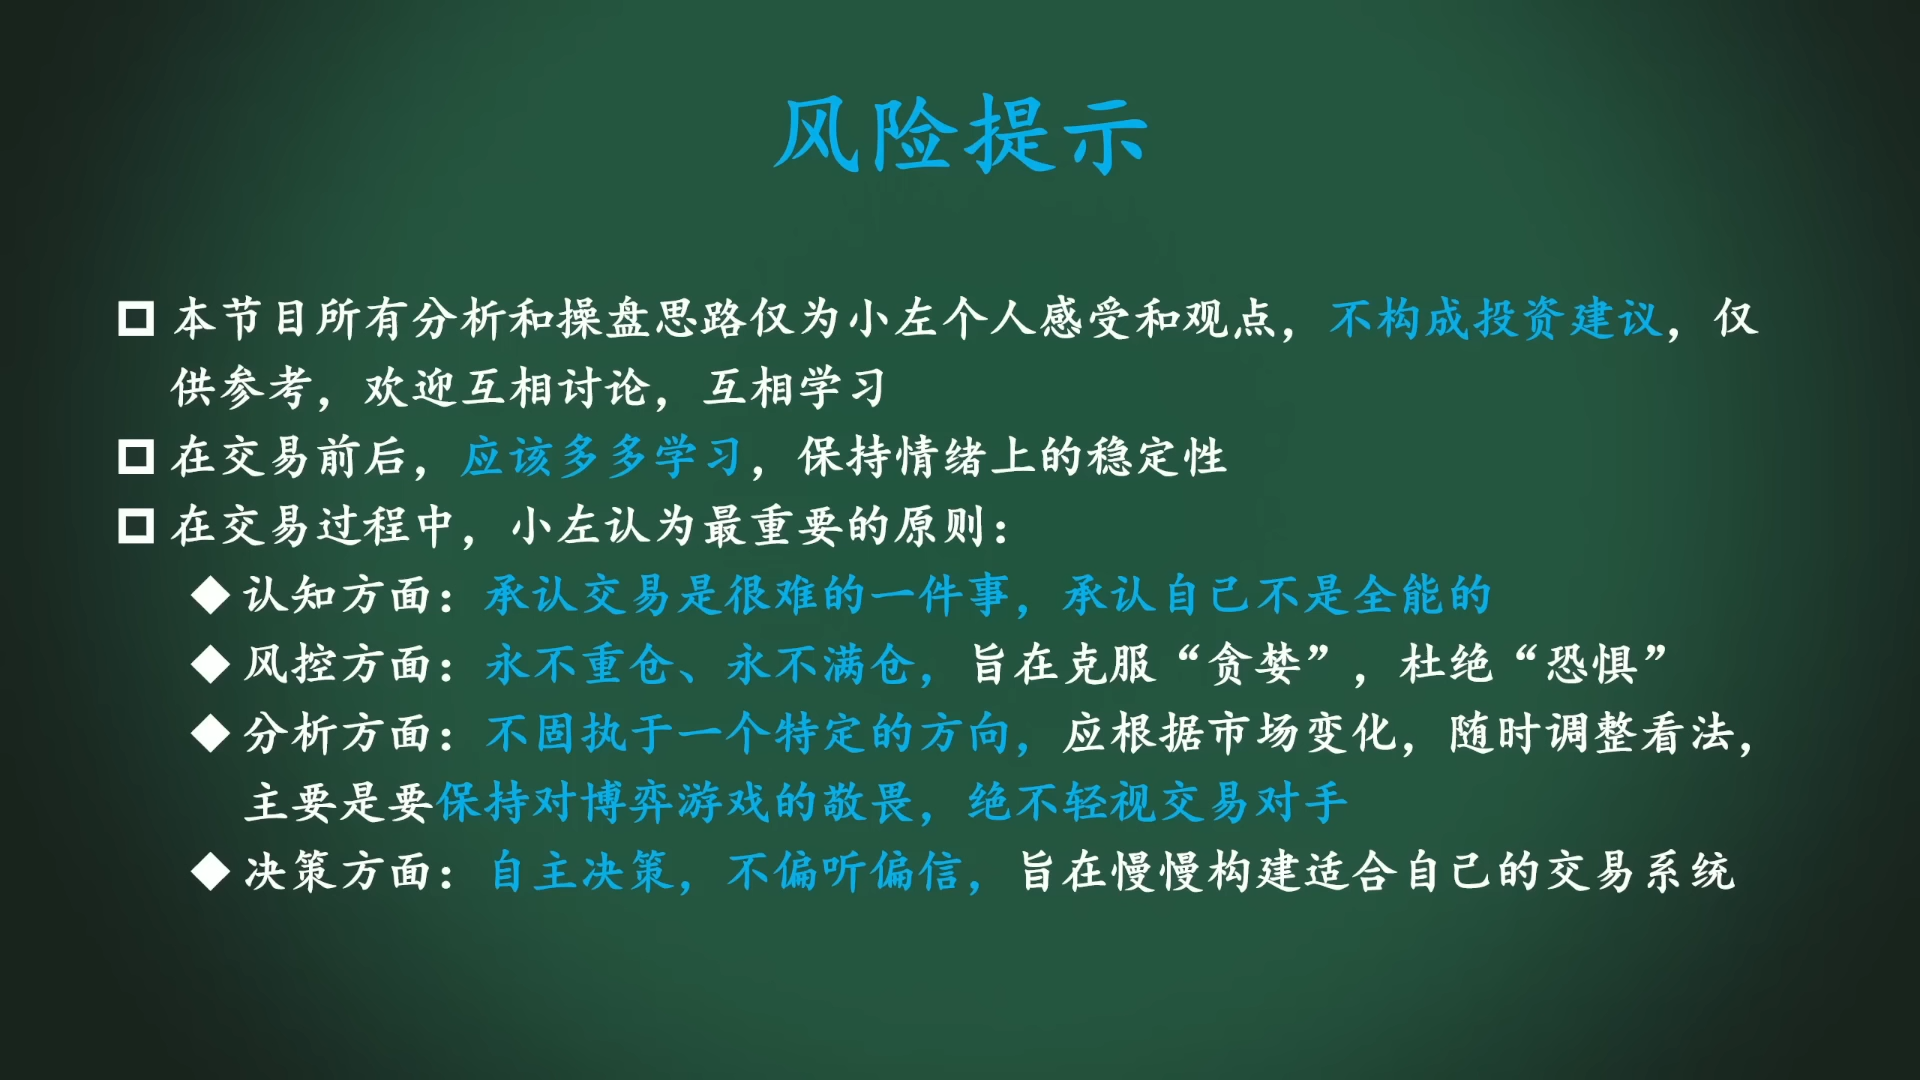 风险提示
本节目所有分析和操盘思路仅为小左个人感受和观点，不构成投资建议，仅
供参考，欢迎互相讨论，互相学习
在交易前后，应该多多学习，保持情绪上的稳定性
在交易过程中，小左认为最重要的原则：
认知方面：承认交易是很难的一件事，承认自己不是全能的
风控方面：永不重仓、永不满仓，旨在克服“贪婪”，杜绝“恐惧”
分析方面：不固执于一个特定的方向，应根据市场变化，随时调整看法，
主要是要保持对博弈游戏的敬畏，绝不轻视交易对手
决策方面：自主决策，不偏听偏信，旨在慢慢构建适合自己的交易系统